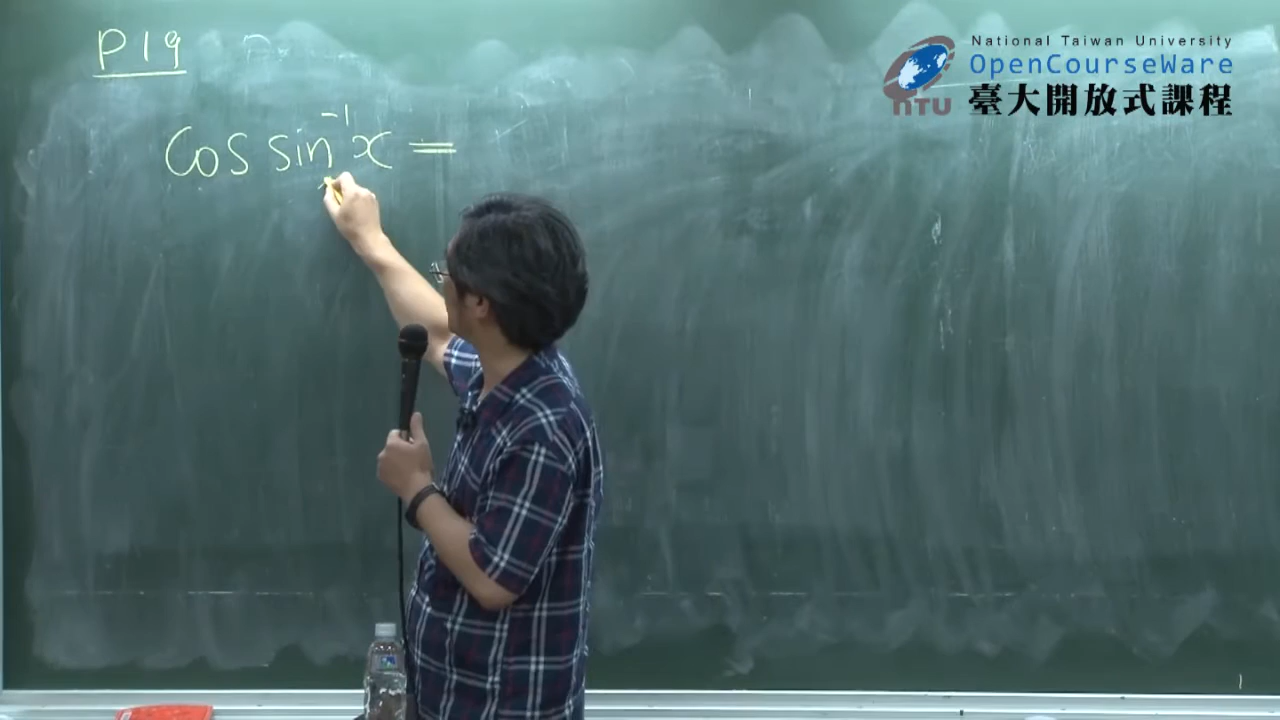 P19
cos sin⁻¹x =
National Taiwan University
OpenCourseWare
NTU
臺大開放式課程